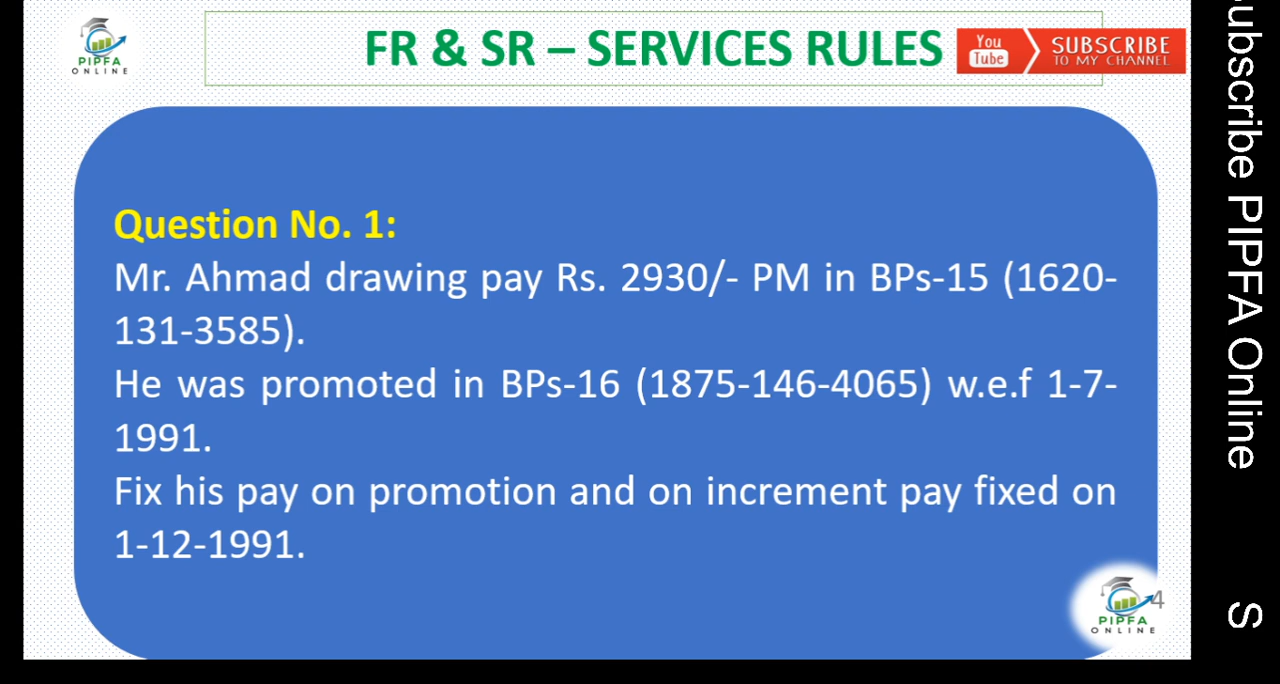 PIPFA
ONLINE
FR & SR – SERVICES RULES
You
Tube
SUBSCRIBE
TO MY CHANNEL
Question No. 1:
Mr. Ahmad drawing pay Rs. 2930/- PM in BPs-15 (1620-
131-3585).
He was promoted in BPs-16 (1875-146-4065) w.e.f 1-7-
1991.
Fix his pay on promotion and on increment pay fixed on
1-12-1991.
4
PIPFA
ONLINE
ubscribe PIPFA Online
S